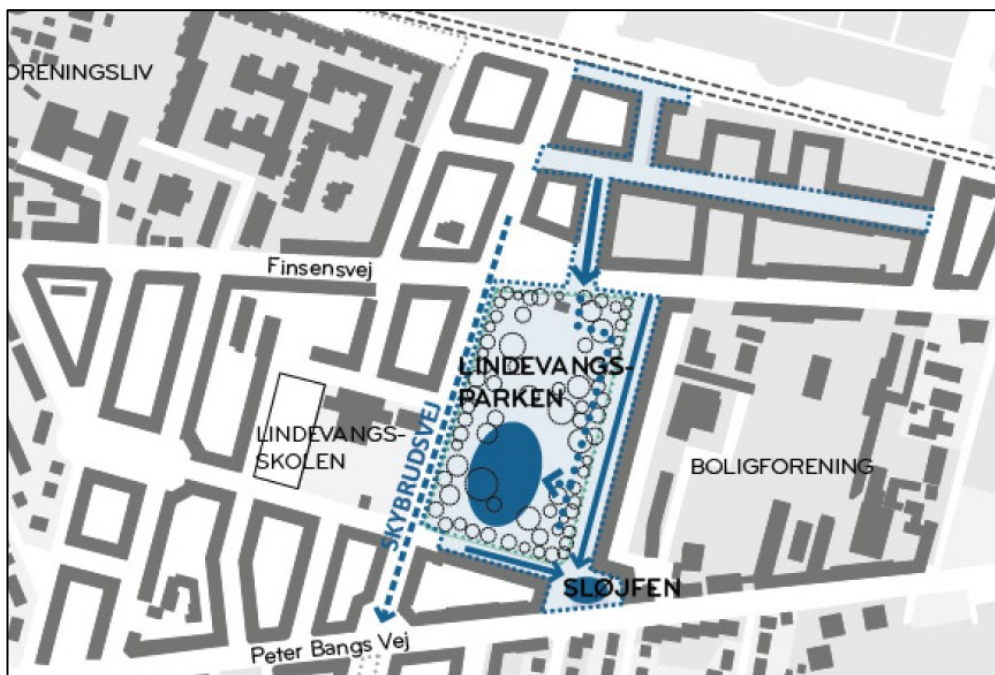 ORENINGSLIV
Finsensvej
LINDEVANGS-
PARKEN
SKYBRUDSVEJ
LINDEVANGS-
SKOLEN
BOLIGFORENING
SLØJFEN
Peter Bangs Vej